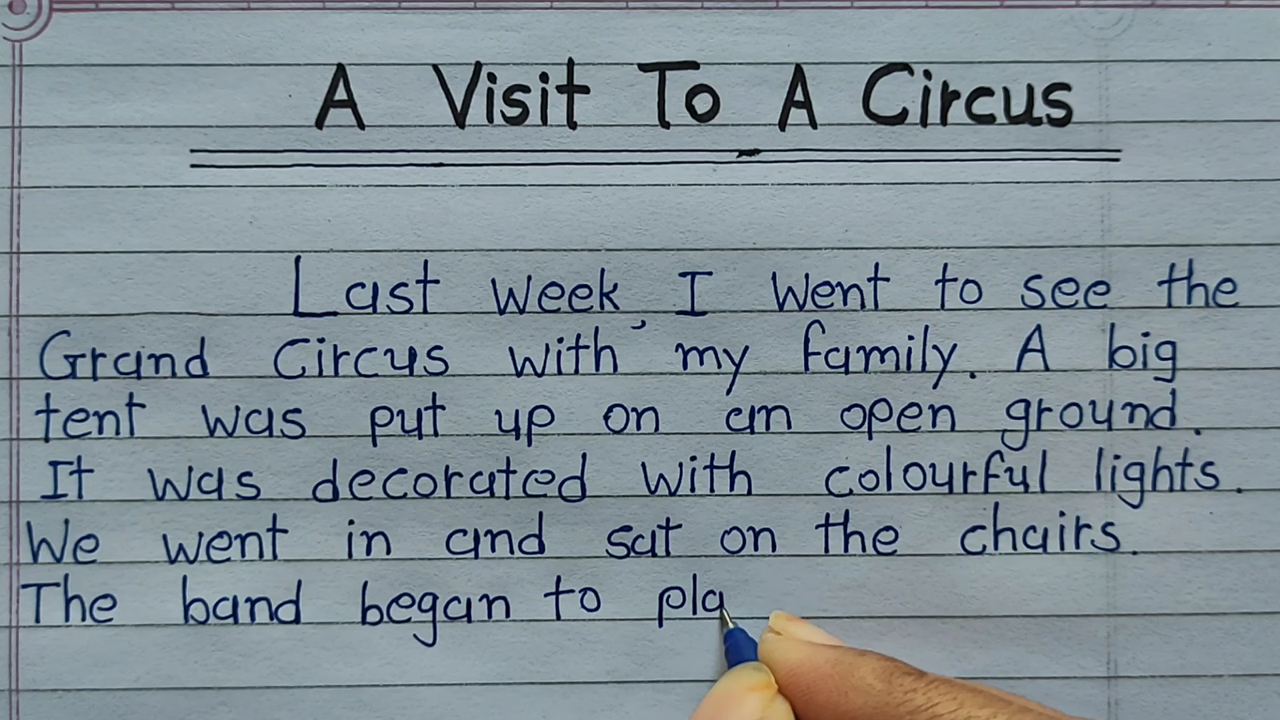 A Visit To A Circus
Last week, I went to see the
Grand Circus with my family. A big
tent was put up on an open ground.
It was decorated with colourful lights.
We went in and sat on the chairs.
The band began to pla